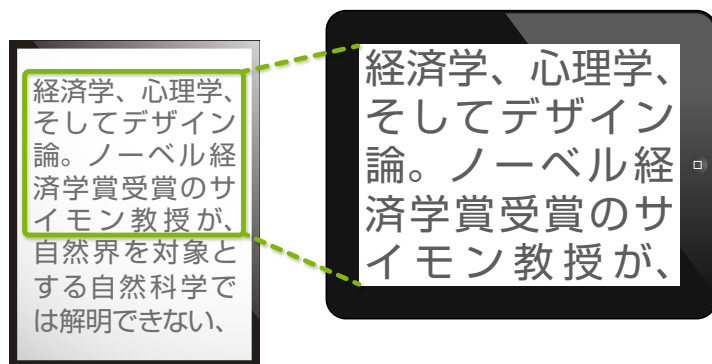 経済学、心理学、
そしてデザイン
論。ノーベル経
済学賞受賞のサ
イモン教授が、
自然界を対象と
する自然科学で
は解明できない、
経済学、心理学、
そしてデザイン
論。ノーベル経
済学賞受賞のサ
イモン教授が、